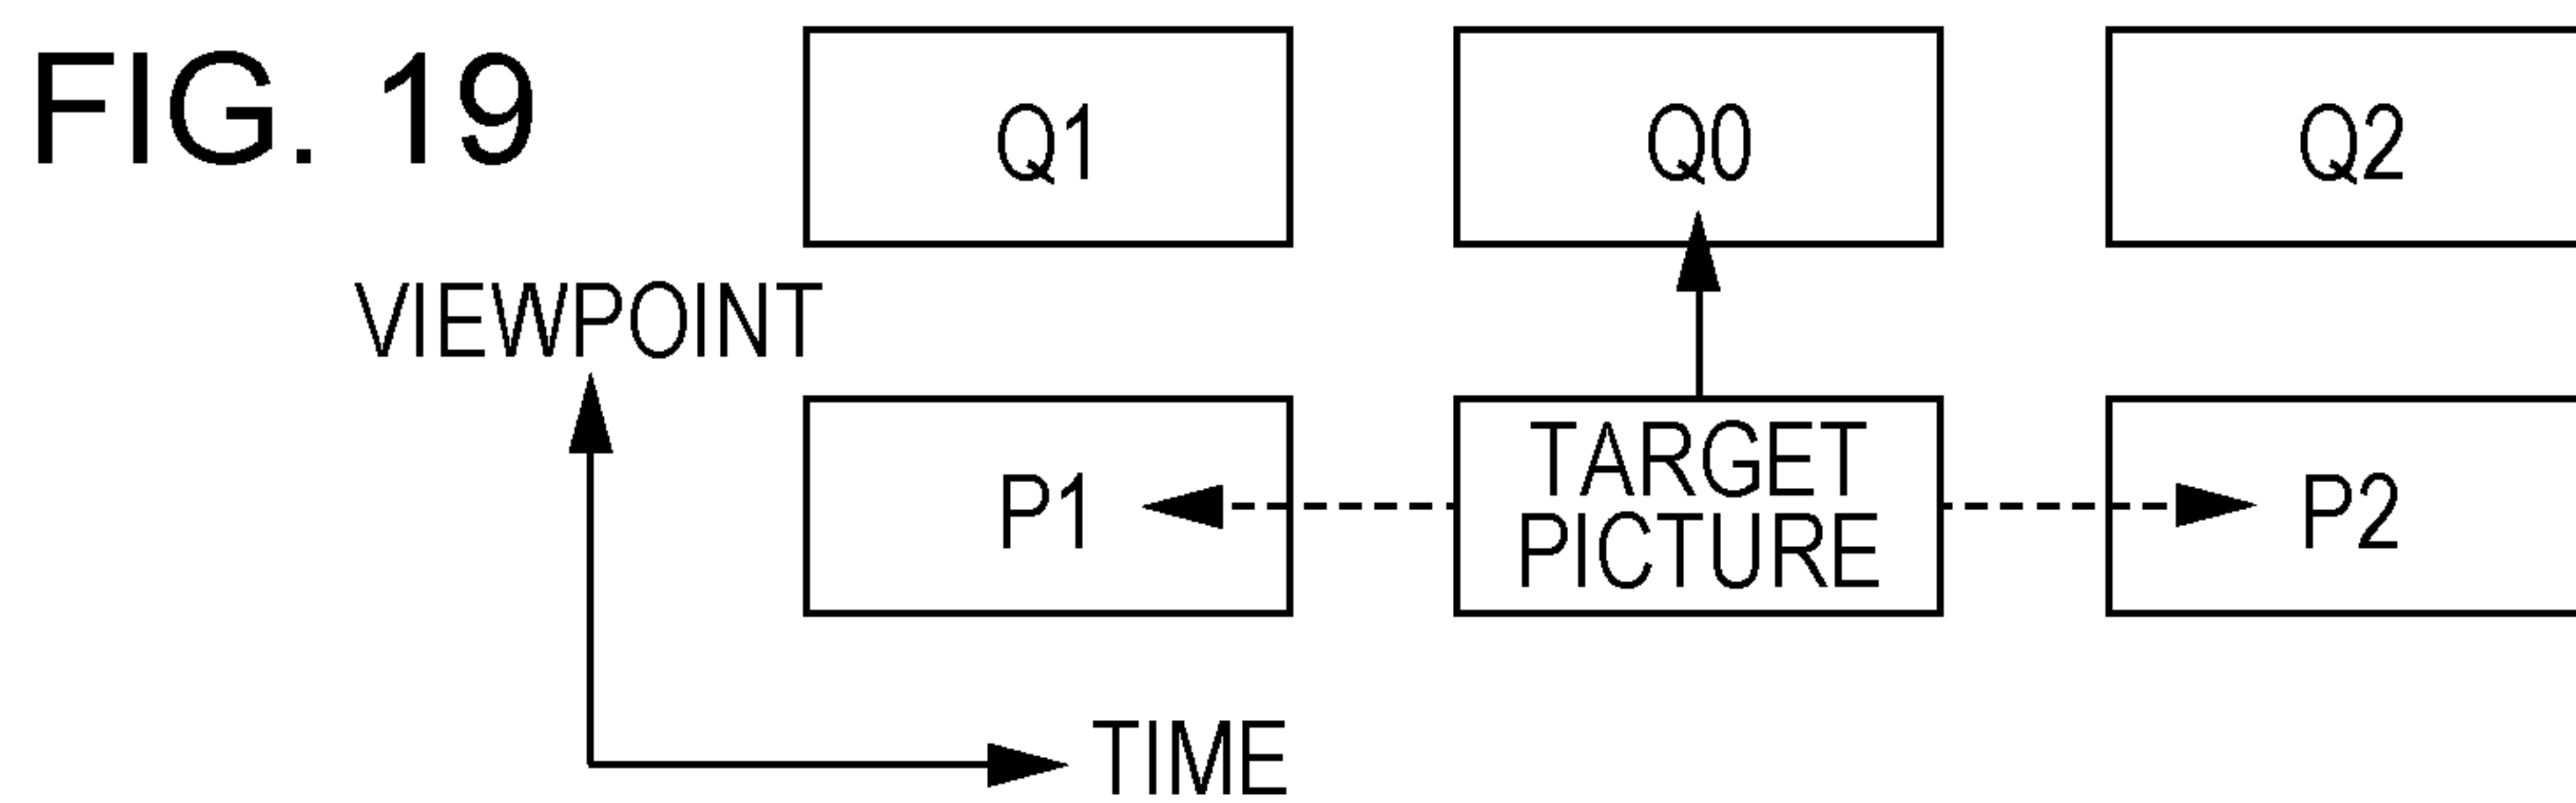 FIG. 19
Q1
Q0
Q2
VIEWPOINT
P1
TARGET
PICTURE
P2
TIME